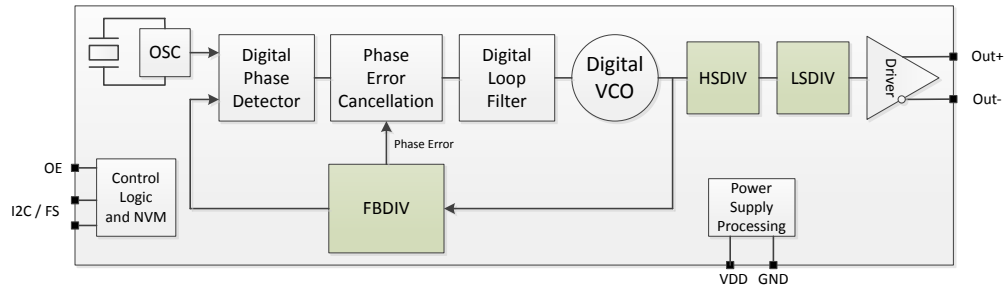 OSC
Digital
Phase
Detector
Phase
Error
Cancellation
Digital
Loop
Filter
Digital
VCO
HSDIV
LSDIV
Driver
Out+
Out-
Phase Error
FBDIV
OE
I2C / FS
Control
Logic
and NVM
Power
Supply
Processing
VDD
GND